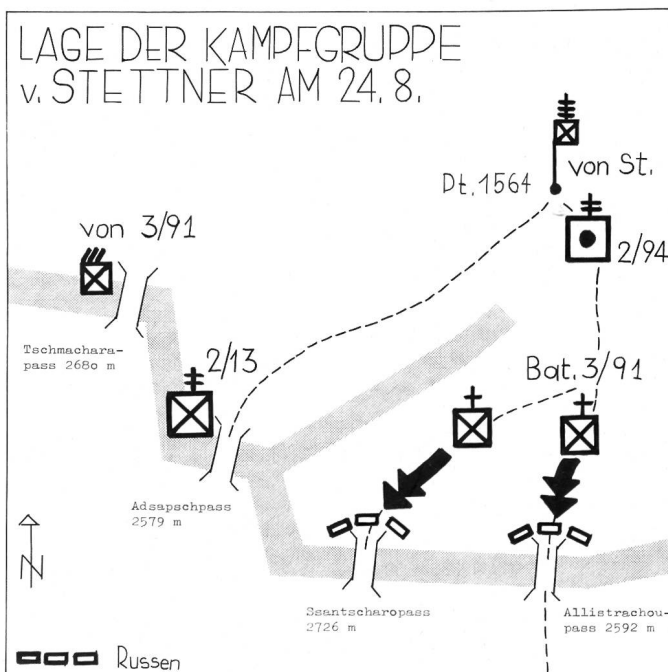 LAGE DER KAMPFGRUPPE
v. STETTNER AM 24.8.
von St.
Pt. 1564
von 3/91
2/94
Tschmachara-
pass 2680 m
2/13
Bat. 3/91
Adsapschpass
2579 m
N
Ssantscharopass
2726 m
Allistrachou-
pass 2592 m
Russen